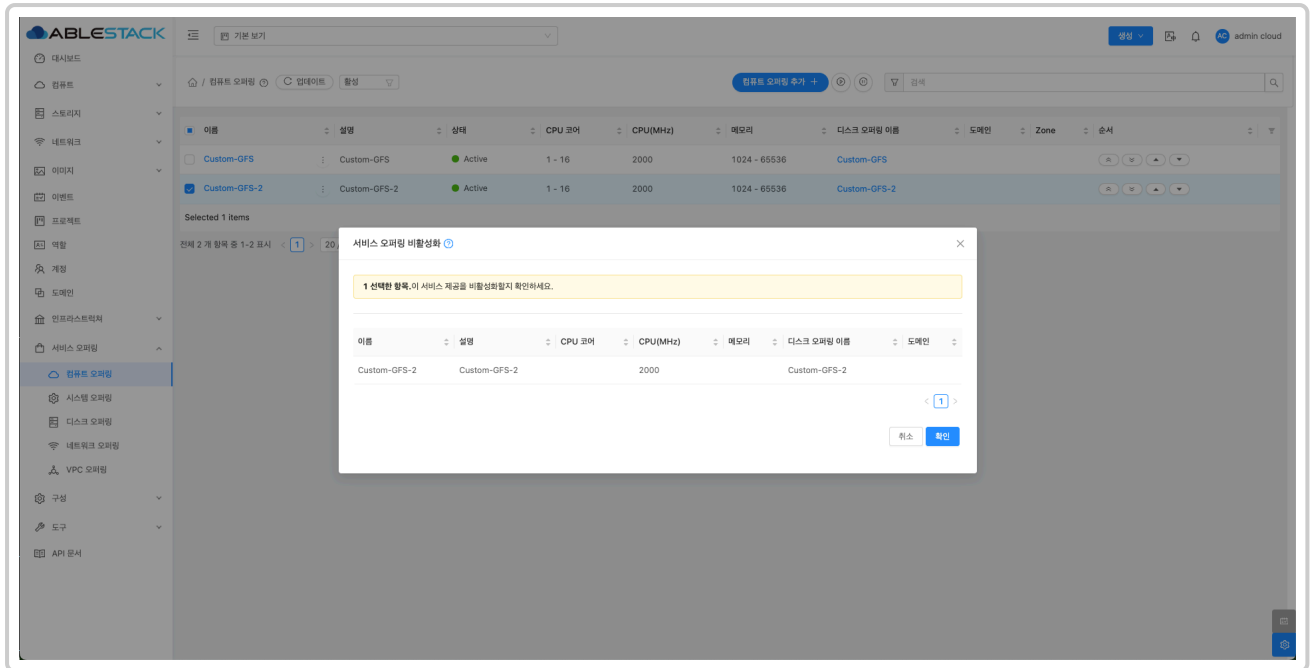 ABLESTACK
기본 보기
생성
AC admin cloud
대시보드
컴퓨트
스토리지
네트워크
이미지
이벤트
프로젝트
역할
계정
도메인
인프라스트럭쳐
서비스 오퍼링
컴퓨트 오퍼링
시스템 오퍼링
디스크 오퍼링
네트워크 오퍼링
VPC 오퍼링
구성
도구
API 문서
/ 컴퓨트 오퍼링 업데이트 활성
컴퓨트 오퍼링 추가 + 검색
이름 설명 상태 CPU 코어 CPU(MHz) 메모리 디스크 오퍼링 이름 도메인 Zone 순서
Custom-GFS Custom-GFS Active 1 - 16 2000 1024 - 65536 Custom-GFS
Custom-GFS-2 Custom-GFS-2 Active 1 - 16 2000 1024 - 65536 Custom-GFS-2
Selected 1 items
전체 2 개 항목 중 1-2 표시 < 1 > 20
서비스 오퍼링 비활성화
1 선택한 항목.이 서비스 제공을 비활성화할지 확인하세요.
이름 설명 CPU 코어 CPU(MHz) 메모리 디스크 오퍼링 이름 도메인
Custom-GFS-2 Custom-GFS-2 2000 Custom-GFS-2
< 1 >
취소 확인